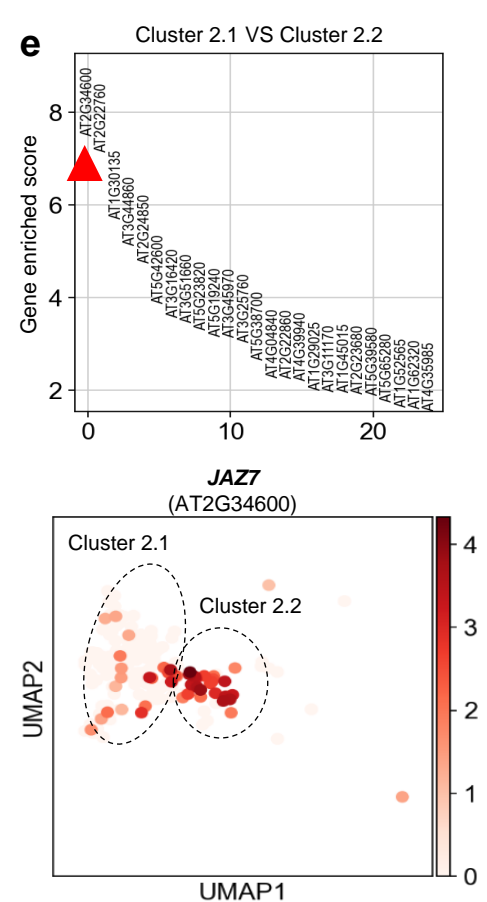 e
Cluster 2.1 VS Cluster 2.2
Gene enriched score
8
6
4
2
AT2G34600
AT2G22760
AT1G30135
AT3G44860
AT2G24850
AT5G42600
AT3G16420
AT3G51660
AT5G23820
AT5G19240
AT3G45970
AT3G25760
AT5G38700
AT4G04840
AT2G22860
AT4G39940
AT1G29025
AT3G11170
AT1G45015
AT2G23680
AT5G39580
AT5G65280
AT1G52565
AT1G62320
AT4G35985
0
10
20
JAZ7
(AT2G34600)
Cluster 2.1
Cluster 2.2
UMAP2
UMAP1
4
3
2
1
0